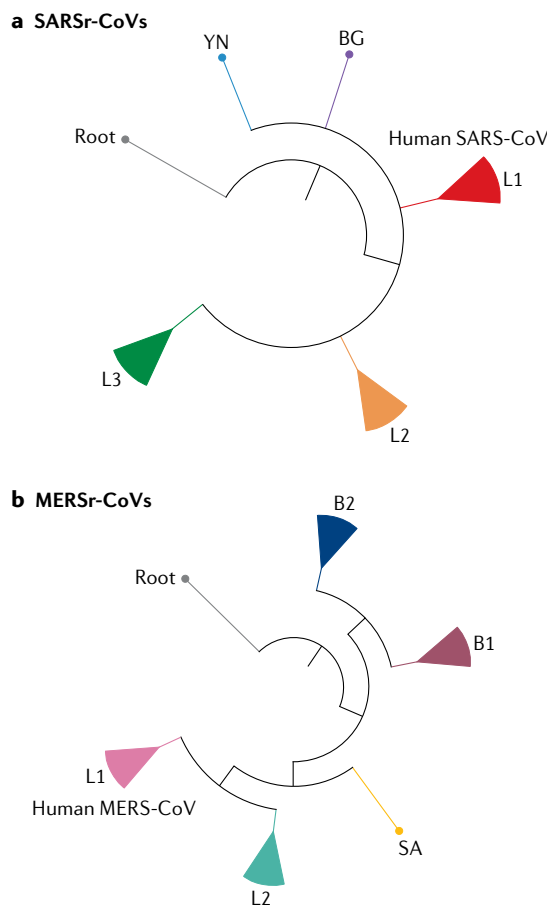 a SARSr-CoVs
YN
BG
Root
Human SARS-CoV
L1
L3
L2
b MERSr-CoVs
B2
Root
B1
L1
Human MERS-CoV
SA
L2